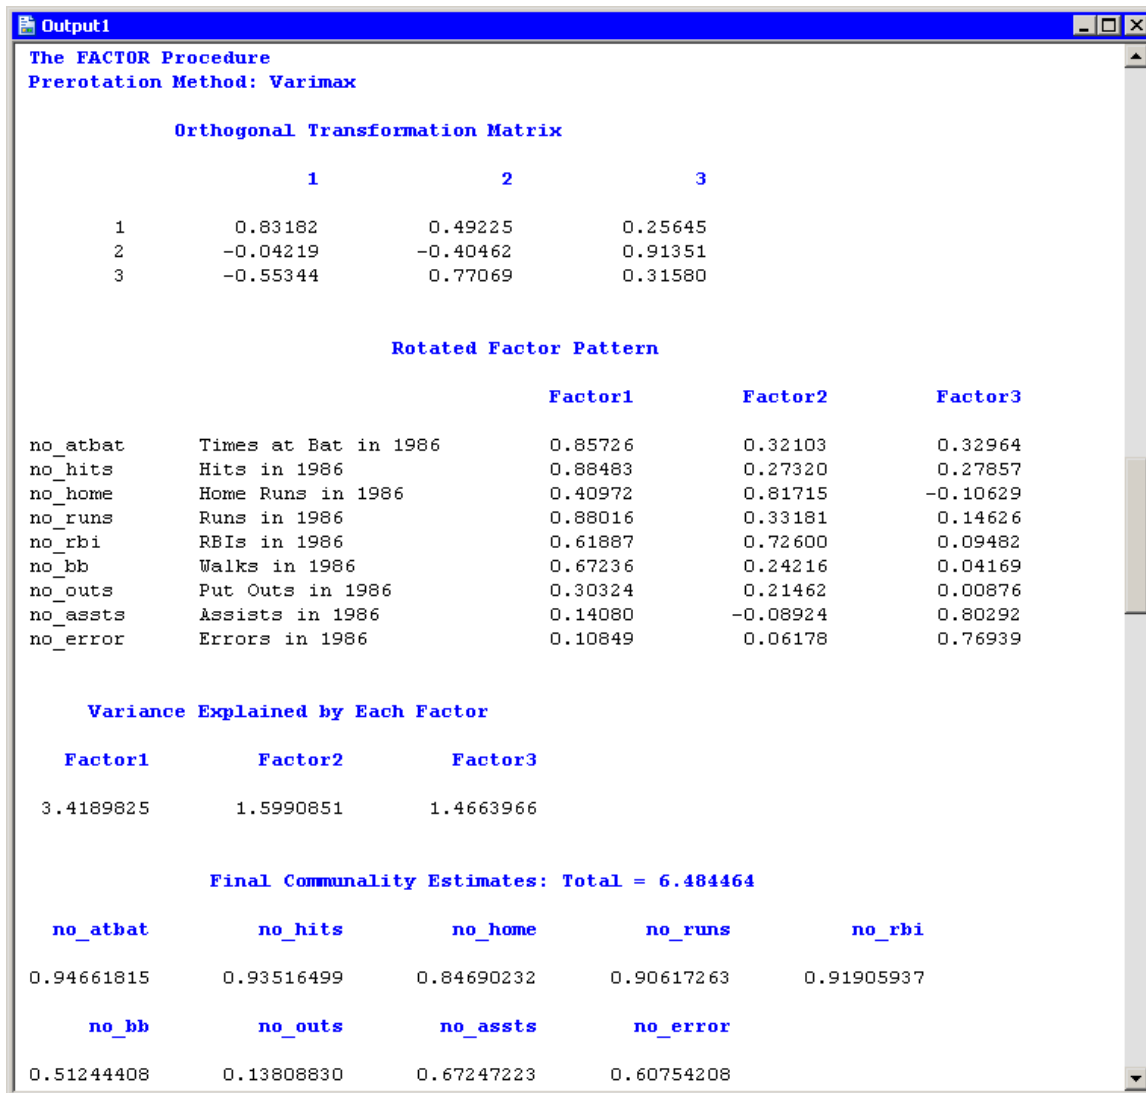 Output1
The FACTOR Procedure
Prerotation Method: Varimax
Orthogonal Transformation Matrix
1 2 3
1 0.83182 0.49225 0.25645
2 -0.04219 -0.40462 0.91351
3 -0.55344 0.77069 0.31580
Rotated Factor Pattern
Factor1 Factor2 Factor3
no_atbat Times at Bat in 1986 0.85726 0.32103 0.32964
no_hits Hits in 1986 0.88483 0.27320 0.27857
no_home Home Runs in 1986 0.40972 0.81715 -0.10629
no_runs Runs in 1986 0.88016 0.33181 0.14626
no_rbi RBIs in 1986 0.61887 0.72600 0.09482
no_bb Walks in 1986 0.67236 0.24216 0.04169
no_outs Put Outs in 1986 0.30324 0.21462 0.00876
no_assts Assists in 1986 0.14080 -0.08924 0.80292
no_error Errors in 1986 0.10849 0.06178 0.76939
Variance Explained by Each Factor
Factor1 Factor2 Factor3
3.4189825 1.5990851 1.4663966
Final Communality Estimates: Total = 6.484464
no_atbat no_hits no_home no_runs no_rbi
0.94661815 0.93516499 0.84690232 0.90617263 0.91905937
no_bb no_outs no_assts no_error
0.51244408 0.13808830 0.67247223 0.60754208